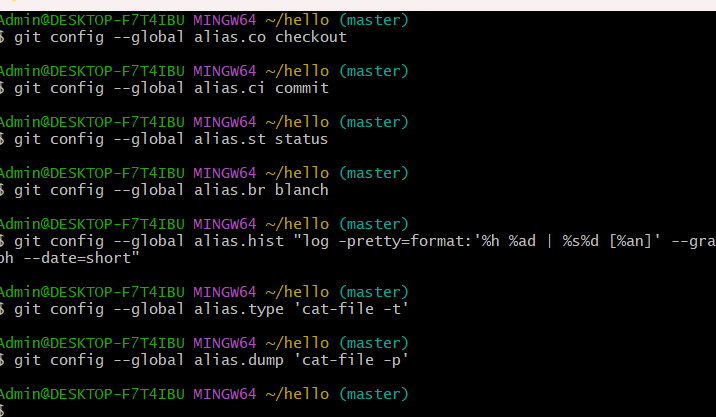 Admin@DESKTOP-F7T4IBU MINGW64 ~/hello (master)
$ git config --global alias.co checkout
Admin@DESKTOP-F7T4IBU MINGW64 ~/hello (master)
$ git config --global alias.ci commit
Admin@DESKTOP-F7T4IBU MINGW64 ~/hello (master)
$ git config --global alias.st status
Admin@DESKTOP-F7T4IBU MINGW64 ~/hello (master)
$ git config --global alias.br blanch
Admin@DESKTOP-F7T4IBU MINGW64 ~/hello (master)
$ git config --global alias.hist "log -pretty=format:'%h %ad | %s%d [%an]' --gra
ph --date=short"
Admin@DESKTOP-F7T4IBU MINGW64 ~/hello (master)
$ git config --global alias.type 'cat-file -t'
Admin@DESKTOP-F7T4IBU MINGW64 ~/hello (master)
$ git config --global alias.dump 'cat-file -p'
Admin@DESKTOP-F7T4IBU MINGW64 ~/hello (master)
$